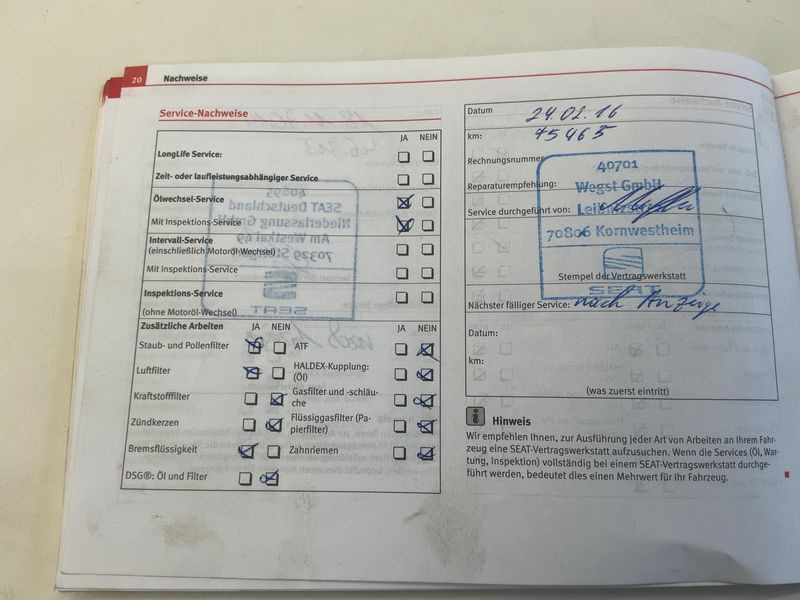 20 Nachweise
Service-Nachweise
JA NEIN
LongLife Service:
Zeit- oder laufleistungsabhängiger Service
Ölwechsel-Service
Mit Inspektions-Service
Intervall-Service
(einschließlich Motoröl-Wechsel)
Mit Inspektions-Service
Inspektions-Service
(ohne Motoröl-Wechsel)
Zusätzliche Arbeiten JA NEIN JA NEIN
Staub- und Pollenfilter ATF
Luftfilter HALDEX-Kupplung:
(Öl)
Kraftstofffilter Gasfilter und -schläu-
che
Zündkerzen Flüssiggasfilter (Pa-
pierfilter)
Bremsflüssigkeit Zahnriemen
DSG®: Öl und Filter
Datum 24.02.16
km: 75465
Rechnungsnummer
40701
Reparaturempfehlung: Wegst GmbH
Service durchgeführt von:
70806 Kornwestheim
Stempel der Vertragswerkstatt
SEAT
Nächster fälliger Service: nach Anzeige
Datum:
km:
(was zuerst eintritt)
Hinweis
Wir empfehlen Ihnen, zur Ausführung jeder Art von Arbeiten an Ihrem Fahr-
zeug eine SEAT-Vertragswerkstatt aufzusuchen. Wenn die Services (Öl, War-
tung, Inspektion) vollständig bei einem SEAT-Vertragswerkstatt durchge-
führt werden, bedeutet dies einen Mehrwert für Ihr Fahrzeug.